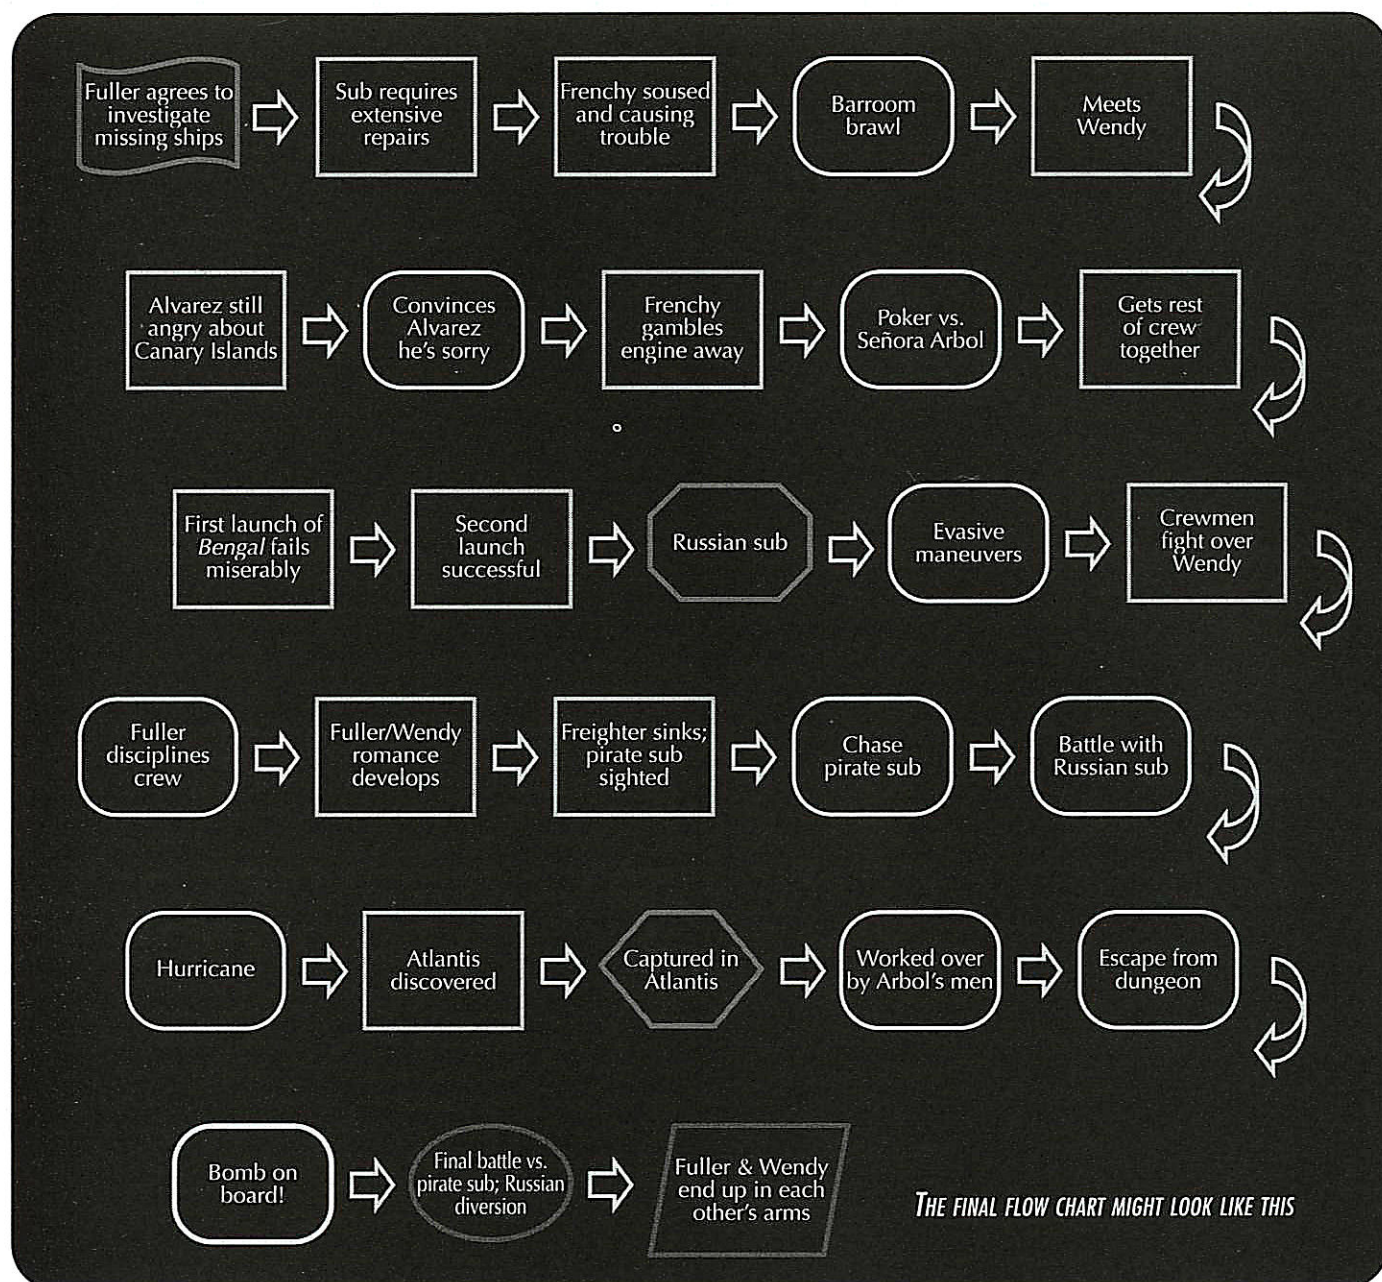 Fuller agrees to
investigate
missing ships
Sub requires
extensive
repairs
Frenchy soused
and causing
trouble
Barroom
brawl
Meets
Wendy
Alvarez still
angry about
Canary Islands
Convinces
Alvarez
he's sorry
Frenchy
gambles
engine away
Poker vs.
Señora Arbol
Gets rest
of crew
together
First launch of
Bengal fails
miserably
Second
launch
successful
Russian sub
Evasive
maneuvers
Crewmen
fight over
Wendy
Fuller
disciplines
crew
Fuller/Wendy
romance
develops
Freighter sinks;
pirate sub
sighted
Chase
pirate sub
Battle with
Russian sub
Hurricane
Atlantis
discovered
Captured in
Atlantis
Worked over
by Arbol's men
Escape from
dungeon
Bomb on
board!
Final battle vs.
pirate sub; Russian
diversion
Fuller & Wendy
end up in each
other's arms
THE FINAL FLOW CHART MIGHT LOOK LIKE THIS